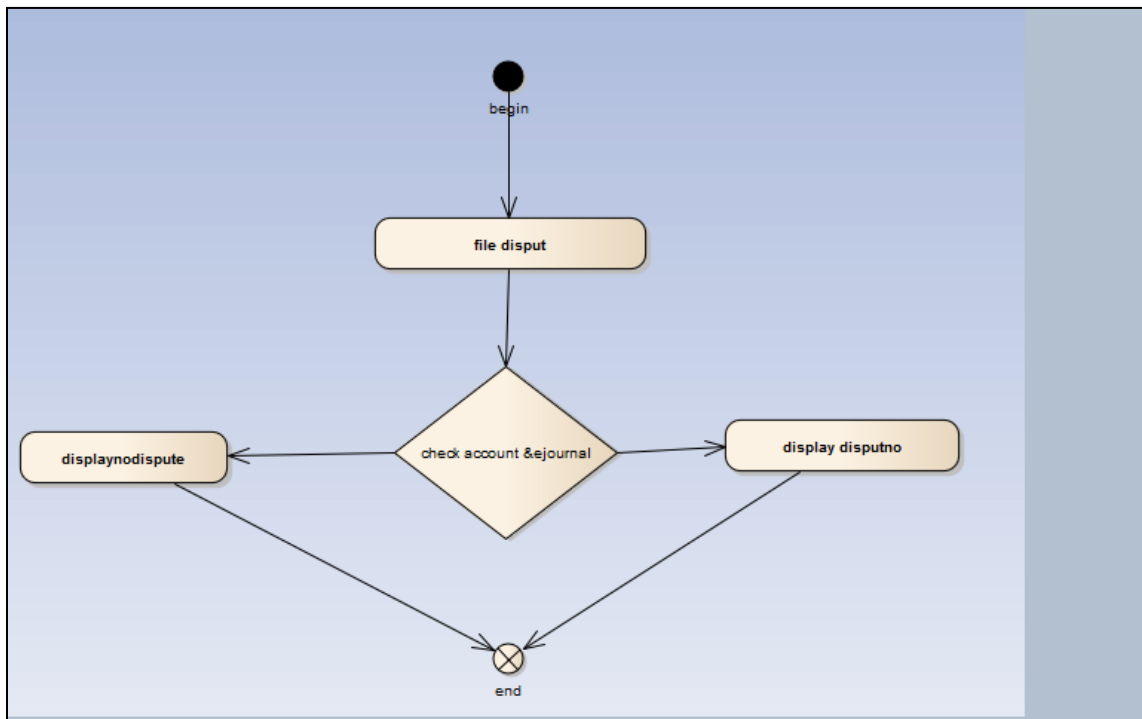 begin
file disput
check account &ejournal
displaynodispute
display disputno
end